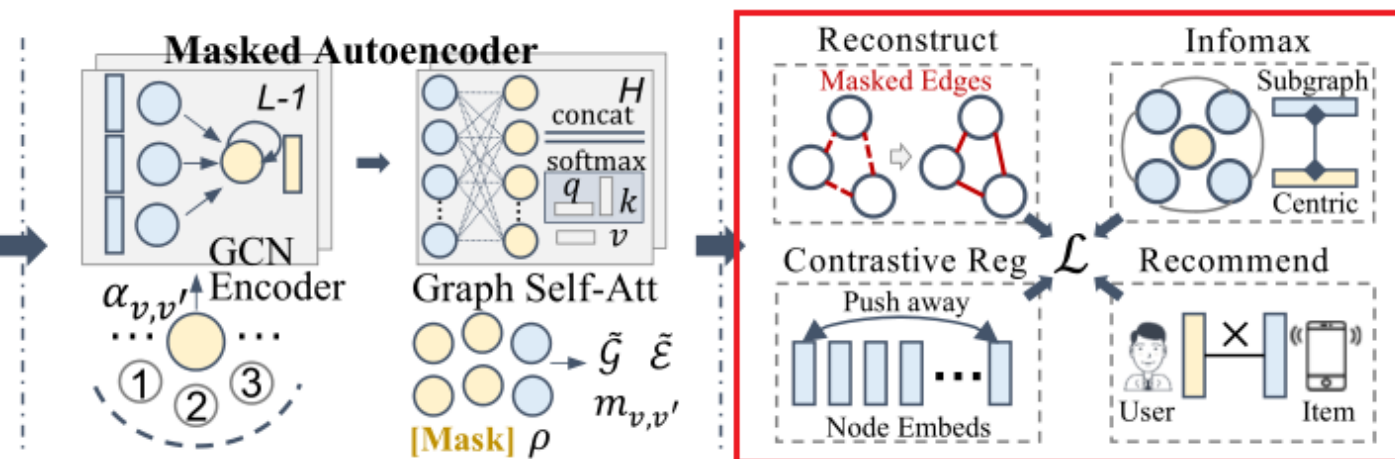 Masked Autoencoder
L-1
GCN
Encoder
α_{v,v′}
... ...
1 2 3
H
concat
softmax
q
k
v
Graph Self-Att
G̃ Ẽ
m_{v,v′}
[Mask] ρ
Reconstruct
Masked Edges
Infomax
Subgraph
Centric
ℒ
Contrastive Reg
Push away
...
Node Embeds
Recommend
×
User Item